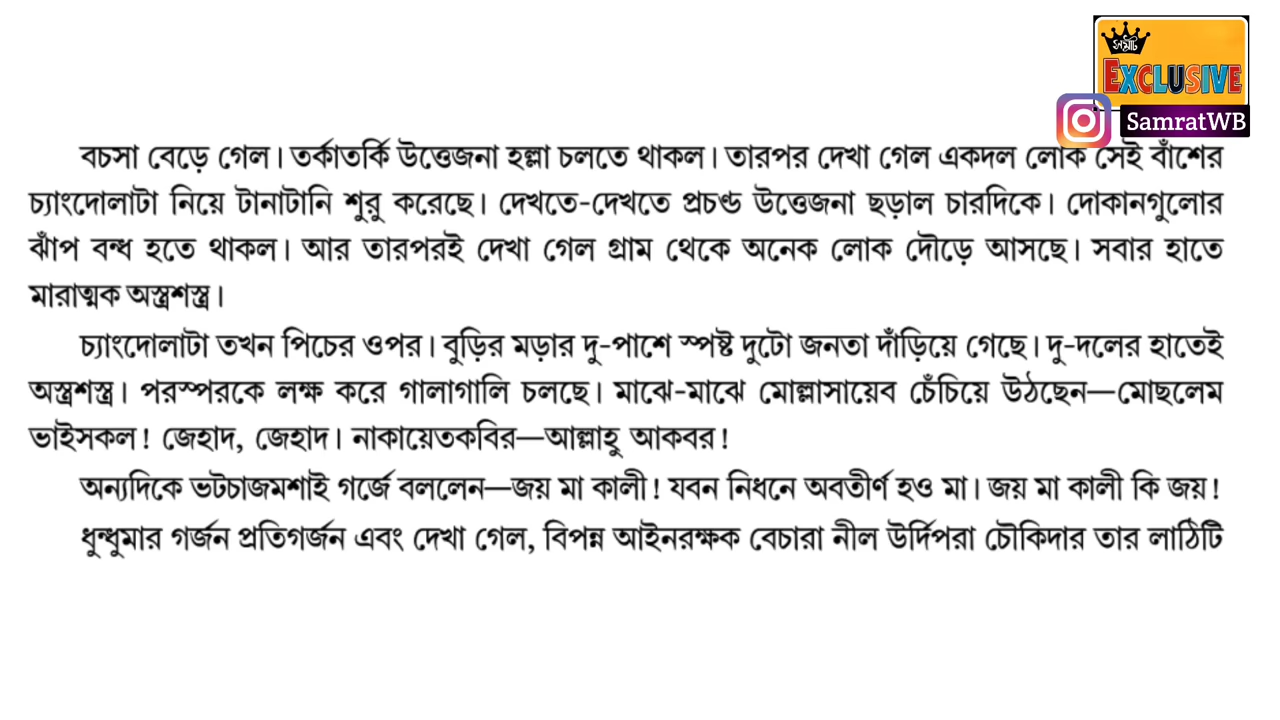 সম্রাট
EXCLUSIVE
SamratWB
বচসা বেড়ে গেল। তর্কাতর্কি উত্তেজনা হল্লা চলতে থাকল। তারপর দেখা গেল একদল লোক সেই বাঁশের
চ্যাংদোলাটা নিয়ে টানাটানি শুরু করেছে। দেখতে-দেখতে প্রচণ্ড উত্তেজনা ছড়াল চারদিকে। দোকানগুলোর
ঝাঁপ বন্ধ হতে থাকল। আর তারপরই দেখা গেল গ্রাম থেকে অনেক লোক দৌড়ে আসছে। সবার হাতে
মারাত্মক অস্ত্রশস্ত্র।
চ্যাংদোলাটা তখন পিচের ওপর। বুড়ির মড়ার দু-পাশে স্পষ্ট দুটো জনতা দাঁড়িয়ে গেছে। দু-দলের হাতেই
অস্ত্রশস্ত্র। পরস্পরকে লক্ষ করে গালাগালি চলছে। মাঝে-মাঝে মোল্লাসায়েব চেঁচিয়ে উঠছেন—মোছলেম
ভাইসকল! জেহাদ, জেহাদ। নাকায়েতকবির—আল্লাহু আকবর!
অন্যদিকে ভটচাজমশাই গর্জে বললেন—জয় মা কালী! যবন নিধনে অবতীর্ণ হও মা। জয় মা কালী কি জয়!
ধুন্ধুমার গর্জন প্রতিগর্জন এবং দেখা গেল, বিপন্ন আইনরক্ষক বেচারা নীল উর্দিপরা চৌকিদার তার লাঠিটি